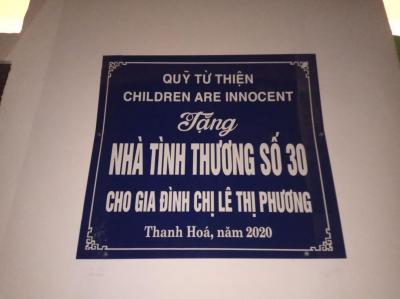 QUỸ TỪ THIỆN
CHILDREN ARE INNOCENT
Tặng
NHÀ TÌNH THƯƠNG SỐ 30
CHO GIA ĐÌNH CHỊ LÊ THỊ PHƯƠNG
Thanh Hoá, năm 2020